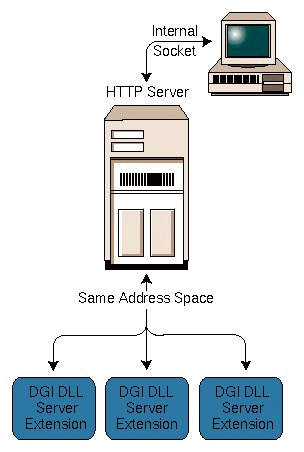 Internal
Socket
HTTP Server
Same Address Space
DGI DLL
Server
Extension
DGI DLL
Server
Extension
DGI DLL
Server
Extension